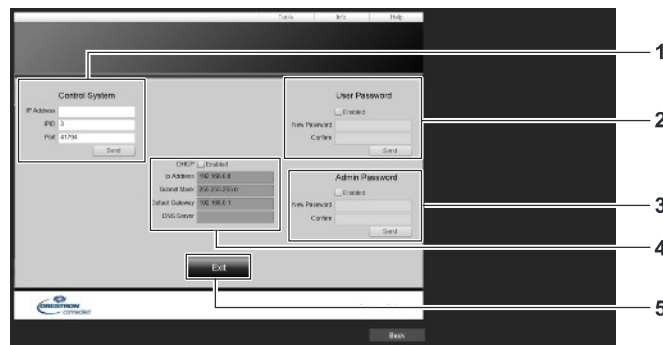 Tools Info Help
1
Control System
IP Address
IPID 3
Port 41794
Send
User Password
Enabled
New Password
Confirm
Send
2
DHCP Enabled
Ip Address 192.168.0.8
Subnet Mask 255.255.255.0
Default Gateway 192.168.0.1
DNS Server
Admin Password
Enabled
New Password
Confirm
Send
3
4
Exit
5
CRESTRON
connected
Back